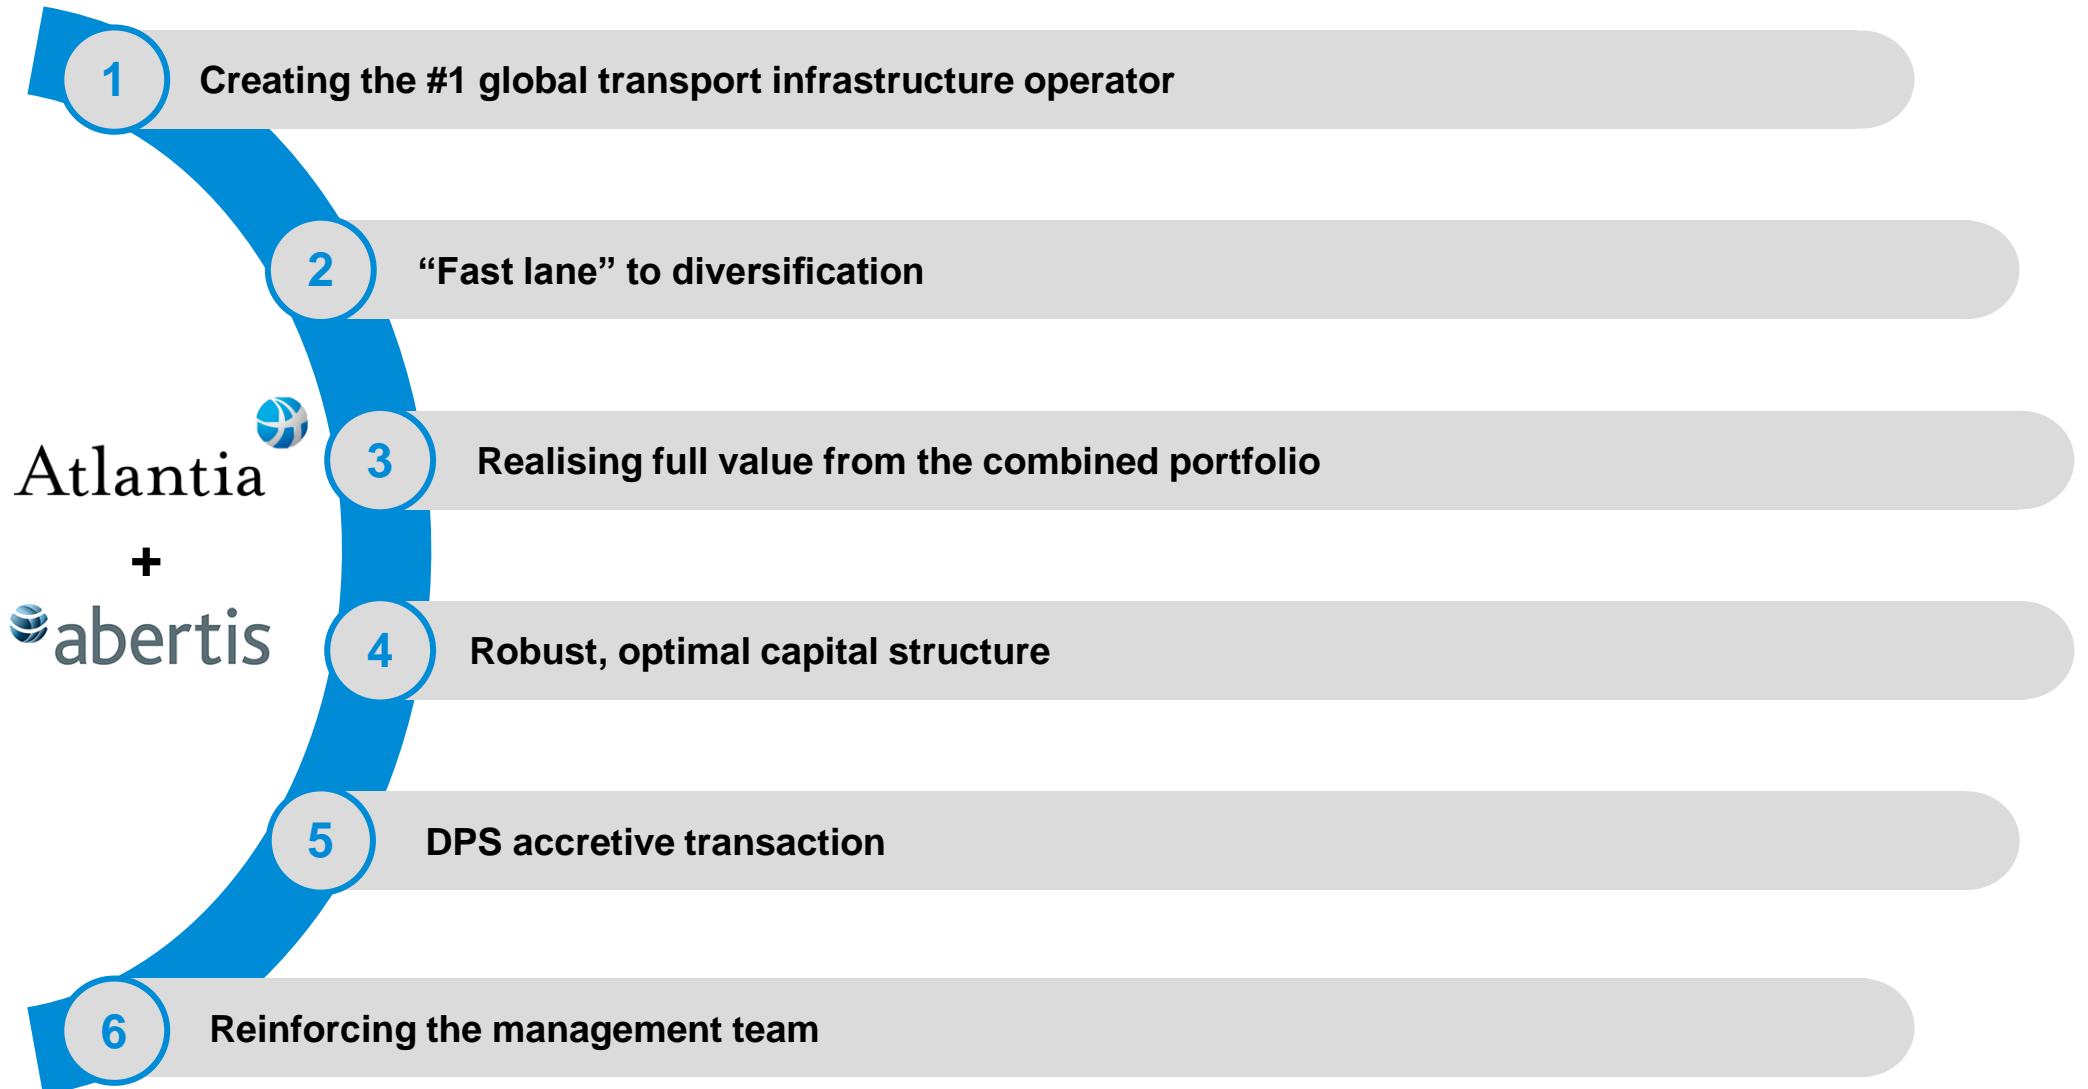 1
Creating the #1 global transport infrastructure operator
2
“Fast lane” to diversification
3
Realising full value from the combined portfolio
Atlantia
+
abertis
4
Robust, optimal capital structure
5
DPS accretive transaction
6
Reinforcing the management team